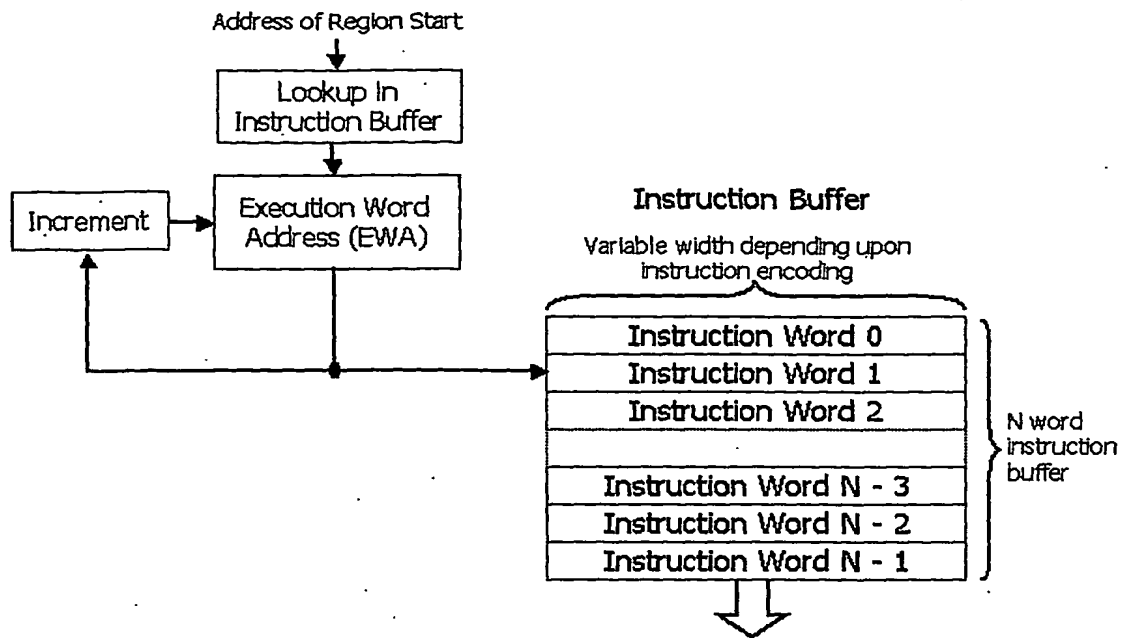 Address of Region Start
Lookup In
Instruction Buffer
Increment
Execution Word
Address (EWA)
Instruction Buffer
Variable width depending upon
instruction encoding
Instruction Word 0
Instruction Word 1
Instruction Word 2
Instruction Word N - 3
Instruction Word N - 2
Instruction Word N - 1
N word
instruction
buffer